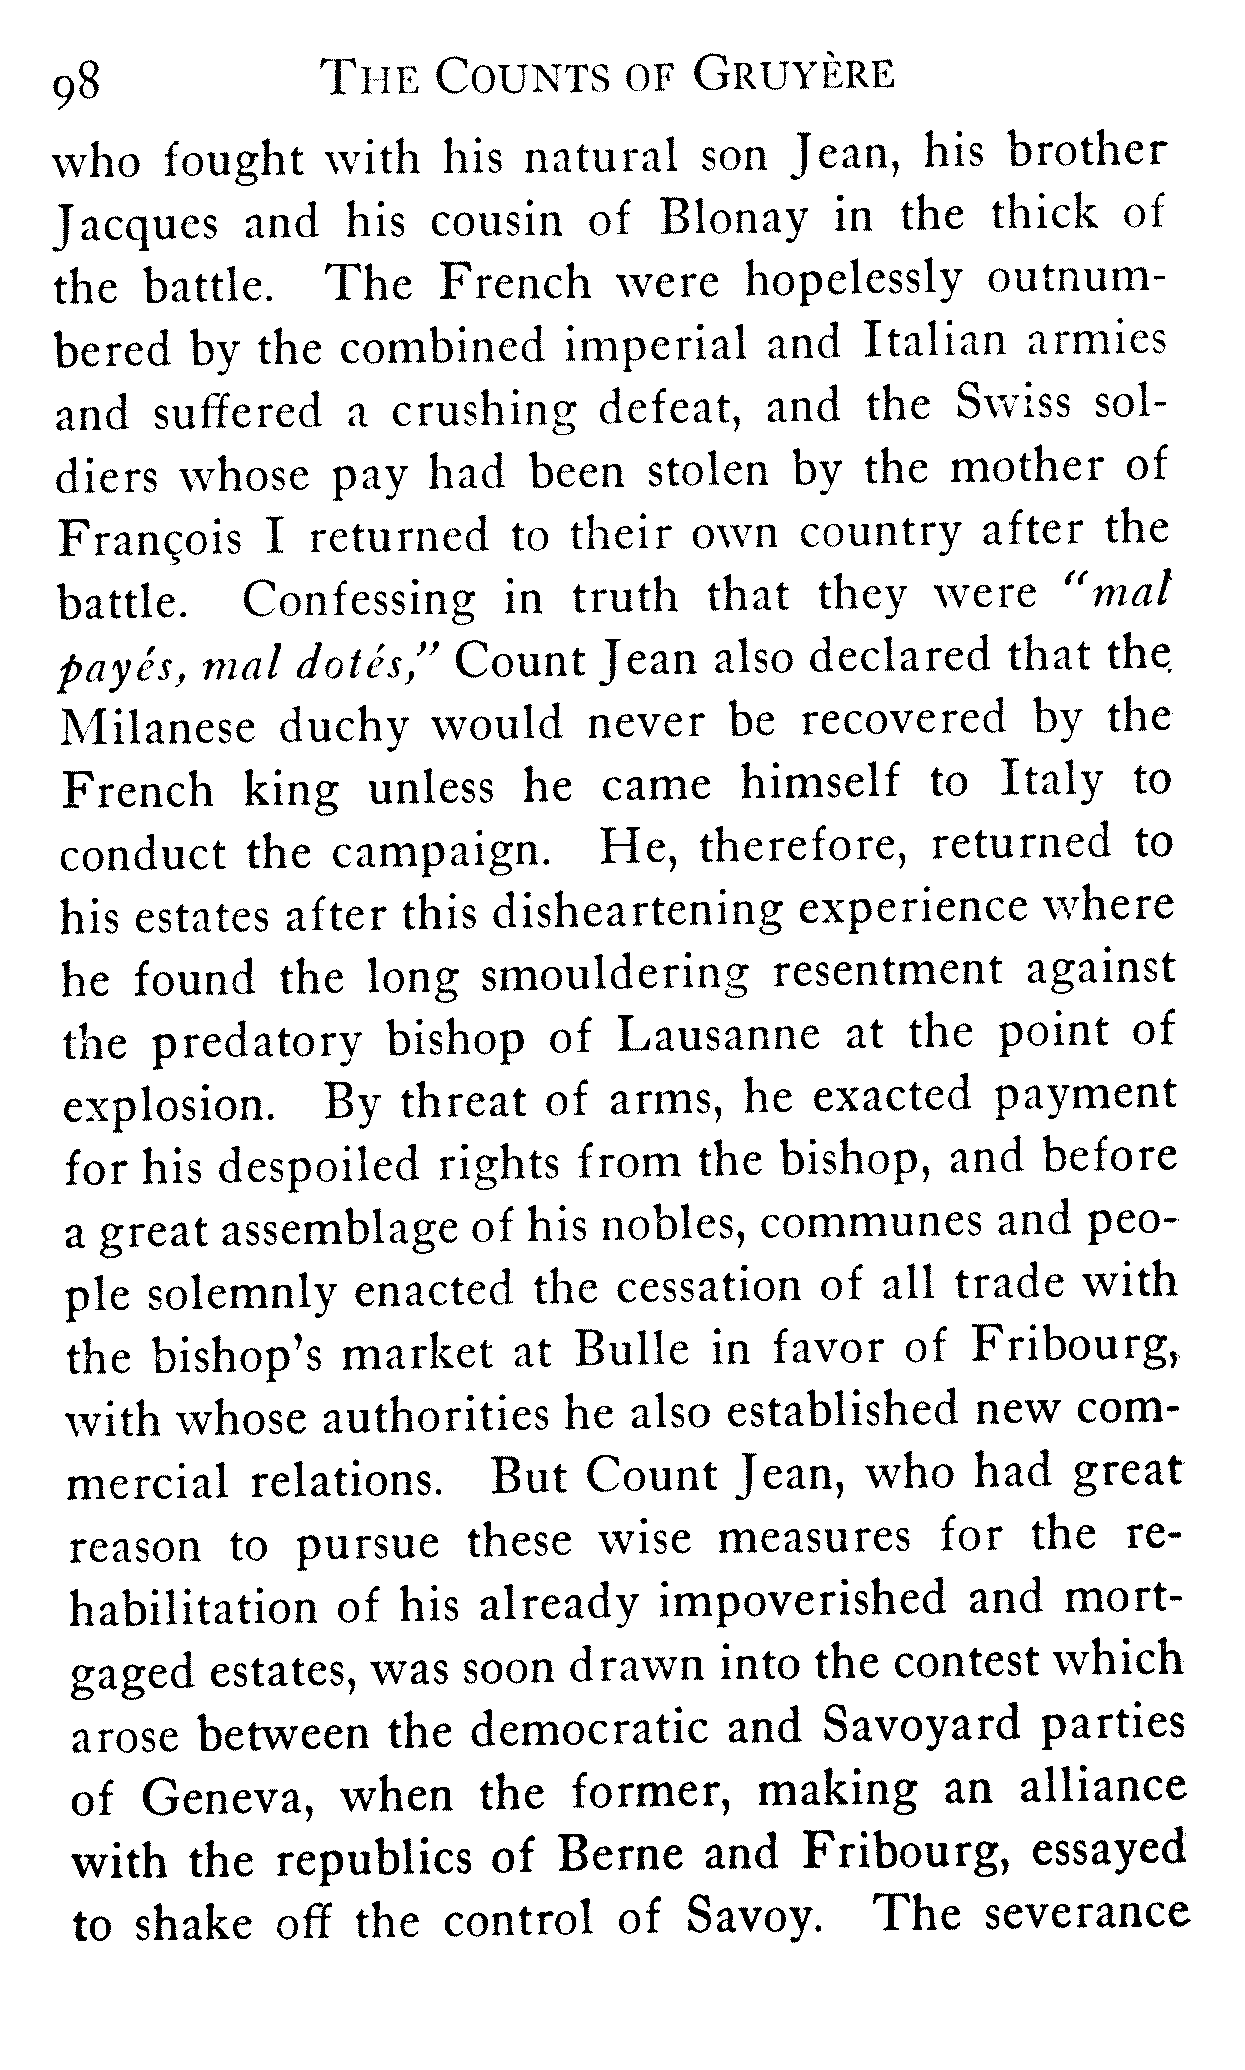 98 THE COUNTS OF GRUYÈRE
who fought with his natural son Jean, his brother
Jacques and his cousin of Blonay in the thick of
the battle. The French were hopelessly outnum-
bered by the combined imperial and Italian armies
and suffered a crushing defeat, and the Swiss sol-
diers whose pay had been stolen by the mother of
François I returned to their own country after the
battle. Confessing in truth that they were "mal
payés, mal dotés," Count Jean also declared that the
Milanese duchy would never be recovered by the
French king unless he came himself to Italy to
conduct the campaign. He, therefore, returned to
his estates after this disheartening experience where
he found the long smouldering resentment against
the predatory bishop of Lausanne at the point of
explosion. By threat of arms, he exacted payment
for his despoiled rights from the bishop, and before
a great assemblage of his nobles, communes and peo-
ple solemnly enacted the cessation of all trade with
the bishop's market at Bulle in favor of Fribourg,
with whose authorities he also established new com-
mercial relations. But Count Jean, who had great
reason to pursue these wise measures for the re-
habilitation of his already impoverished and mort-
gaged estates, was soon drawn into the contest which
arose between the democratic and Savoyard parties
of Geneva, when the former, making an alliance
with the republics of Berne and Fribourg, essayed
to shake off the control of Savoy. The severance